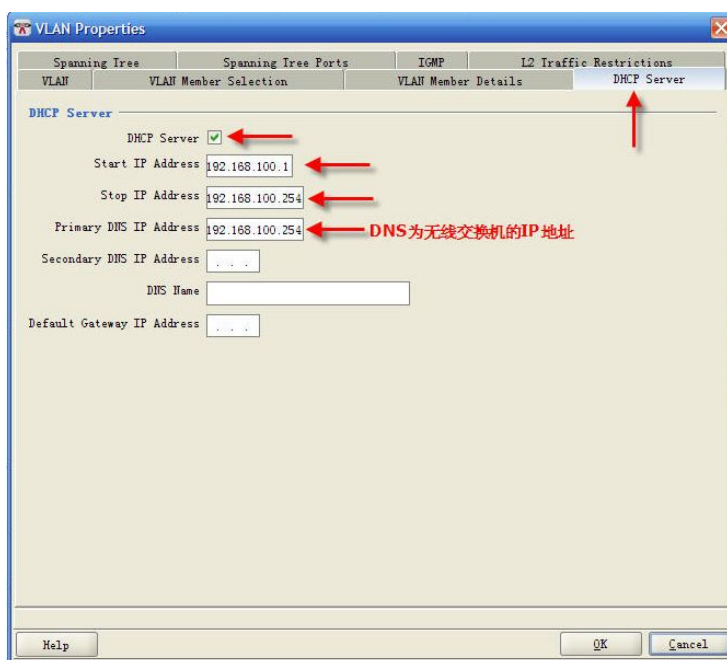 VLAN Properties
Spanning Tree Spanning Tree Ports IGMP L2 Traffic Restrictions
VLAN VLAN Member Selection VLAN Member Details DHCP Server
DHCP Server
DHCP Server
Start IP Address 192.168.100.1
Stop IP Address 192.168.100.254
Primary DNS IP Address 192.168.100.254 DNS为无线交换机的IP地址
Secondary DNS IP Address . . .
DNS Name
Default Gateway IP Address . . .
Help OK Cancel